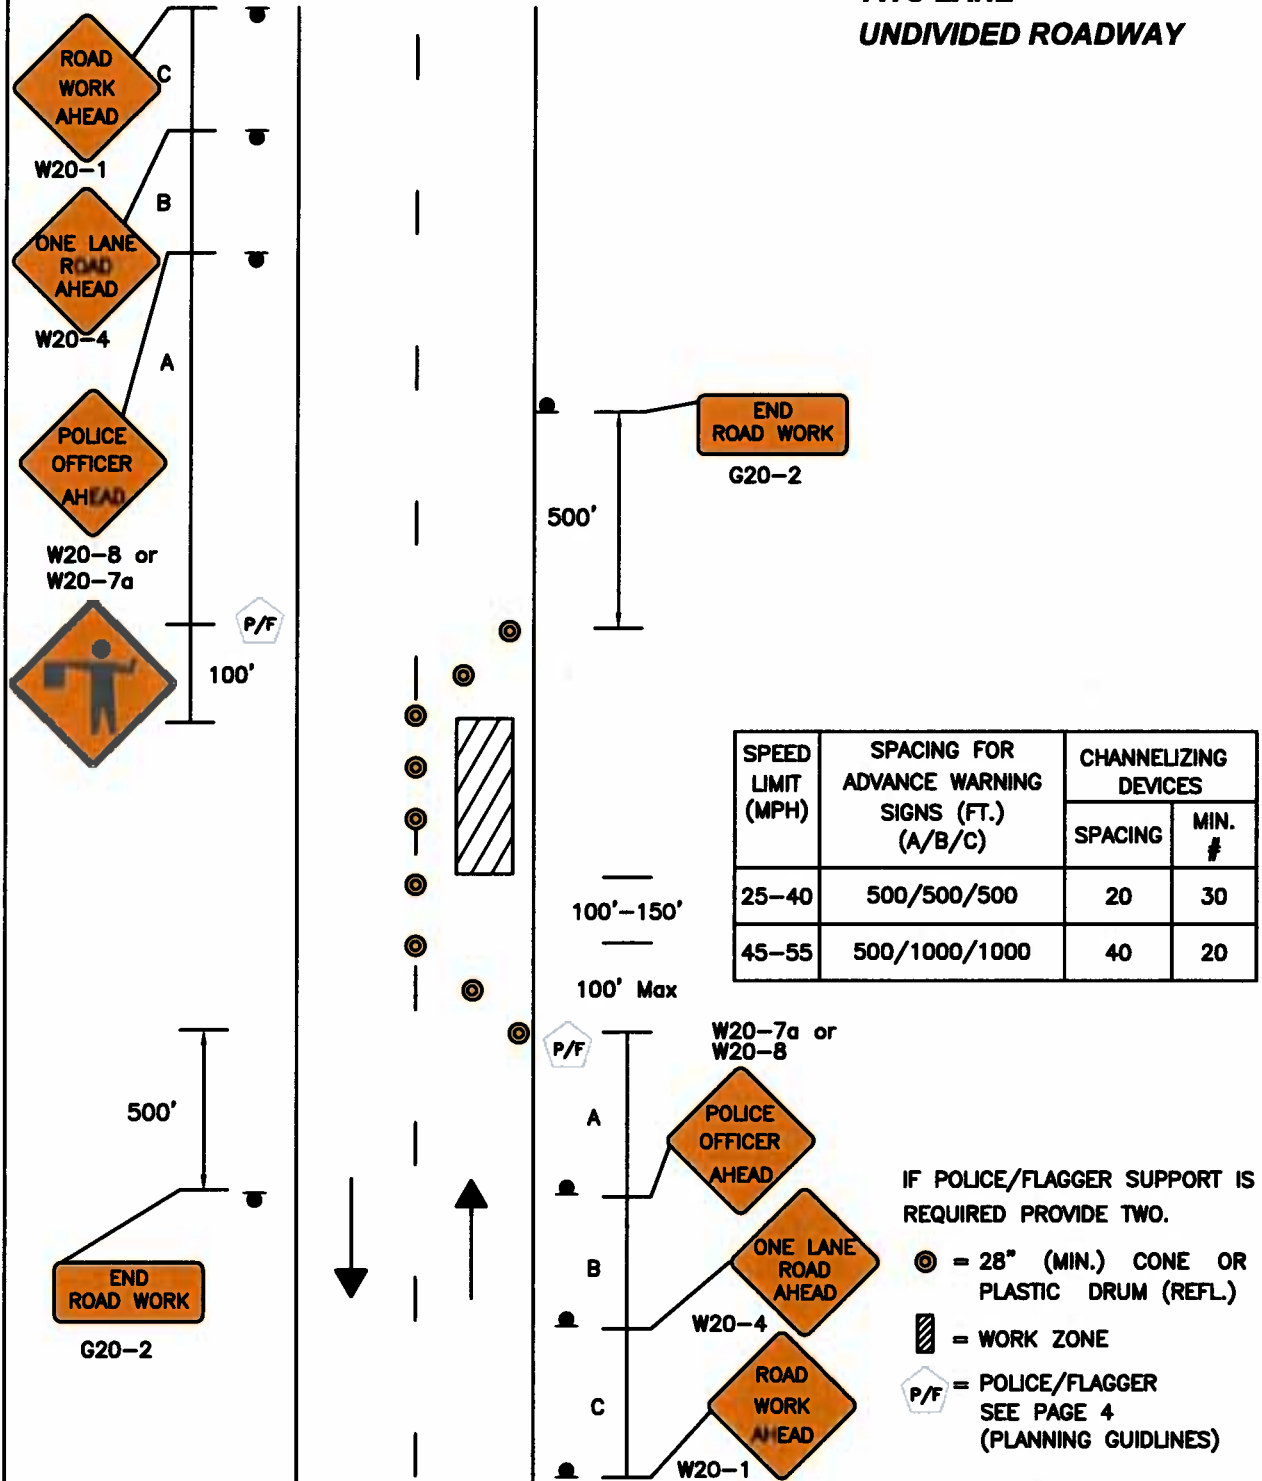 UNDIVIDED ROADWAY
ROAD
WORK
AHEAD
C
W20-1
B
ONE LANE
ROAD
AHEAD
W20-4
A
POLICE
OFFICER
AHEAD
W20-8 or
W20-7a
P/F
100'
END
ROAD WORK
G20-2
500'
SPEED
LIMIT
(MPH)
SPACING FOR
ADVANCE WARNING
SIGNS (FT.)
(A/B/C)
CHANNELIZING
DEVICES
SPACING
MIN.
#
25-40 500/500/500 20 30
45-55 500/1000/1000 40 20
100'-150'
100' Max
P/F
W20-7a or
W20-8
A
POLICE
OFFICER
AHEAD
B
ONE LANE
ROAD
AHEAD
W20-4
C
ROAD
WORK
AHEAD
W20-1
500'
END
ROAD WORK
G20-2
IF POLICE/FLAGGER SUPPORT IS
REQUIRED PROVIDE TWO.
= 28" (MIN.) CONE OR
PLASTIC DRUM (REFL.)
= WORK ZONE
P/F = POLICE/FLAGGER
SEE PAGE 4
(PLANNING GUIDLINES)